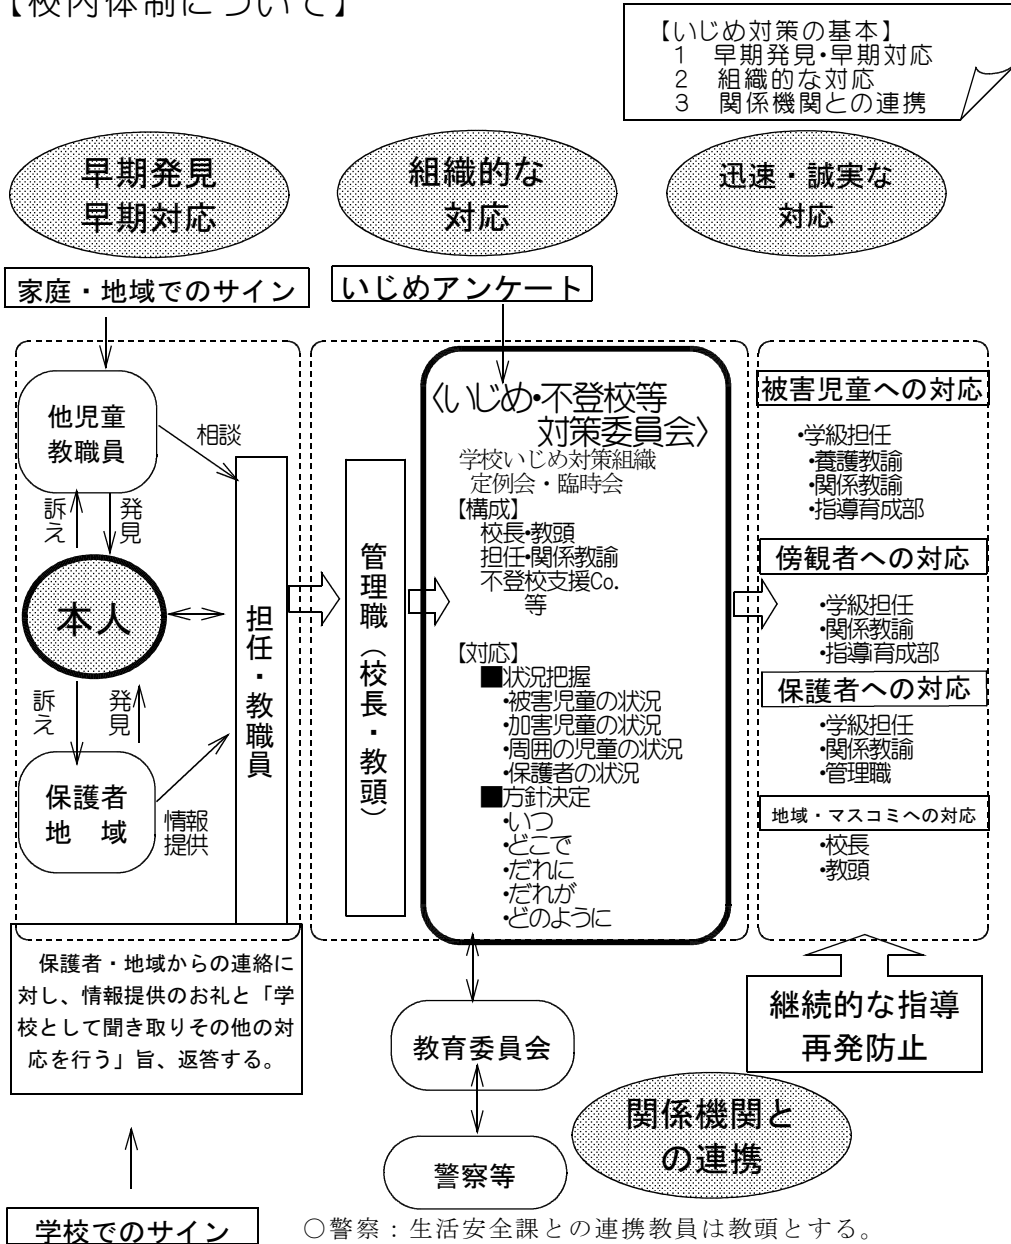 【校内体制について】
【いじめ対策の基本】
1 早期発見・早期対応
2 組織的な対応
3 関係機関との連携
早期発見
早期対応
組織的な
対応
迅速・誠実な
対応
家庭・地域でのサイン
いじめアンケート
他児童
教職員
相談
訴え
発見
本人
訴え
発見
保護者
地 域
情報
提供
担任・教職員
管理職（校長・教頭）
〈いじめ・不登校等
対策委員会〉
学校いじめ対策組織
定例会・臨時会
【構成】
校長・教頭
担任・関係教諭
不登校支援Co.
等
【対応】
■状況把握
・被害児童の状況
・加害児童の状況
・周囲の児童の状況
・保護者の状況
■方針決定
・いつ
・どこで
・だれに
・だれが
・どのように
被害児童への対応
・学級担任
・養護教諭
・関係教諭
・指導育成部
傍観者への対応
・学級担任
・関係教諭
・指導育成部
保護者への対応
・学級担任
・関係教諭
・管理職
地域・マスコミへの対応
・校長
・教頭
保護者・地域からの連絡に
対し、情報提供のお礼と「学
校として聞き取りその他の対
応を行う」旨、返答する。
継続的な指導
再発防止
教育委員会
警察等
関係機関と
の連携
学校でのサイン
○警察：生活安全課との連携教員は教頭とする。